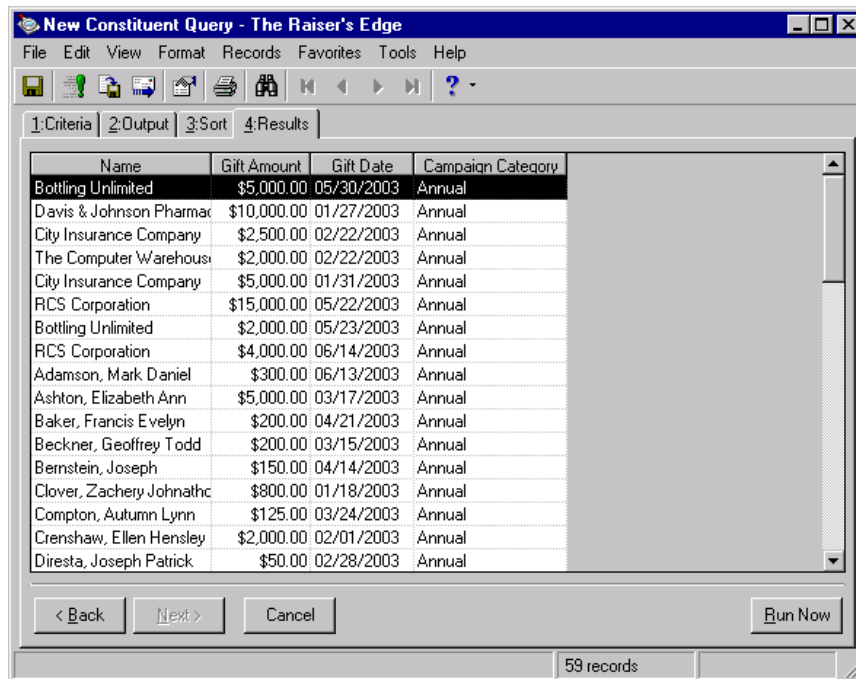 New Constituent Query - The Raiser's Edge
File Edit View Format Records Favorites Tools Help
1:Criteria 2:Output 3:Sort 4:Results
Name Gift Amount Gift Date Campaign Category
Bottling Unlimited $5,000.00 05/30/2003 Annual
Davis & Johnson Pharmac $10,000.00 01/27/2003 Annual
City Insurance Company $2,500.00 02/22/2003 Annual
The Computer Warehouse $2,000.00 02/22/2003 Annual
City Insurance Company $5,000.00 01/31/2003 Annual
RCS Corporation $15,000.00 05/22/2003 Annual
Bottling Unlimited $2,000.00 05/23/2003 Annual
RCS Corporation $4,000.00 06/14/2003 Annual
Adamson, Mark Daniel $300.00 06/13/2003 Annual
Ashton, Elizabeth Ann $5,000.00 03/17/2003 Annual
Baker, Francis Evelyn $200.00 04/21/2003 Annual
Beckner, Geoffrey Todd $200.00 03/15/2003 Annual
Bernstein, Joseph $150.00 04/14/2003 Annual
Clover, Zachery Johnatho $800.00 01/18/2003 Annual
Compton, Autumn Lynn $125.00 03/24/2003 Annual
Crenshaw, Ellen Hensley $2,000.00 02/01/2003 Annual
Diresta, Joseph Patrick $50.00 02/28/2003 Annual
< Back Next > Cancel Run Now
59 records